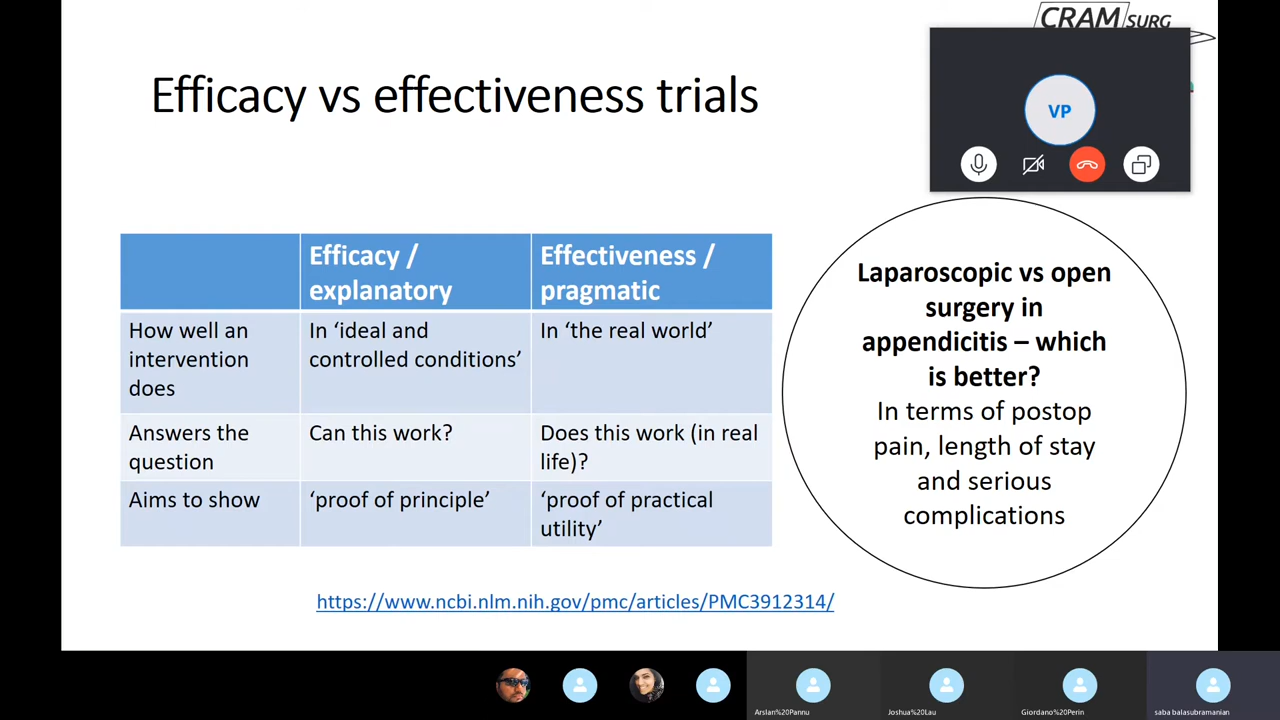 CRAMSURG
Efficacy vs effectiveness trials
VP
Efficacy /
explanatory
Effectiveness /
pragmatic
How well an
intervention
does
In ‘ideal and
controlled conditions’
In ‘the real world’
Answers the
question
Can this work?
Does this work (in real
life)?
Aims to show
‘proof of principle’
‘proof of practical
utility’
Laparoscopic vs open
surgery in
appendicitis – which
is better?
In terms of postop
pain, length of stay
and serious
complications
https://www.ncbi.nlm.nih.gov/pmc/articles/PMC3912314/
Arslan%20Pannu
Joshua%20Lau
Giordano%20Perin
saba balasubramanian